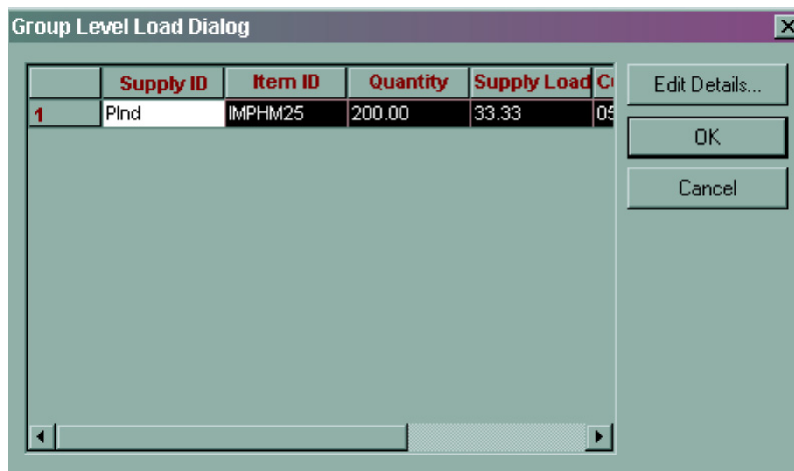 Group Level Load Dialog
Supply ID Item ID Quantity Supply Load
1 Plnd IMPHM25 200.00 33.33 05
Edit Details...
OK
Cancel